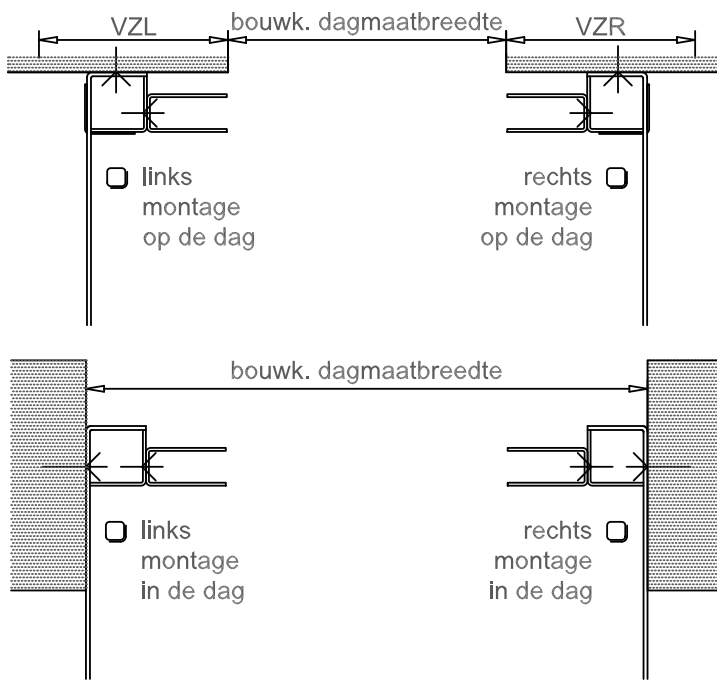 VZL
bouwk. dagmaatbreedte
VZR
links
montage
op de dag
rechts
montage
op de dag
bouwk. dagmaatbreedte
links
montage
in de dag
rechts
montage
in de dag